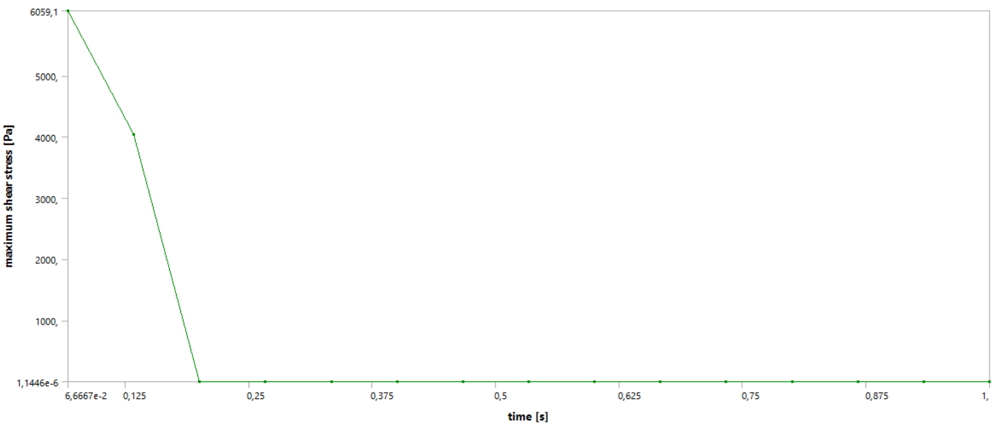 6059,1
5000,
4000,
3000,
2000,
1000,
1,1446e-6
maximum shear stress [Pa]
6,6667e-2 0,125 0,25 0,375 0,5 0,625 0,75 0,875 1,
time [s]